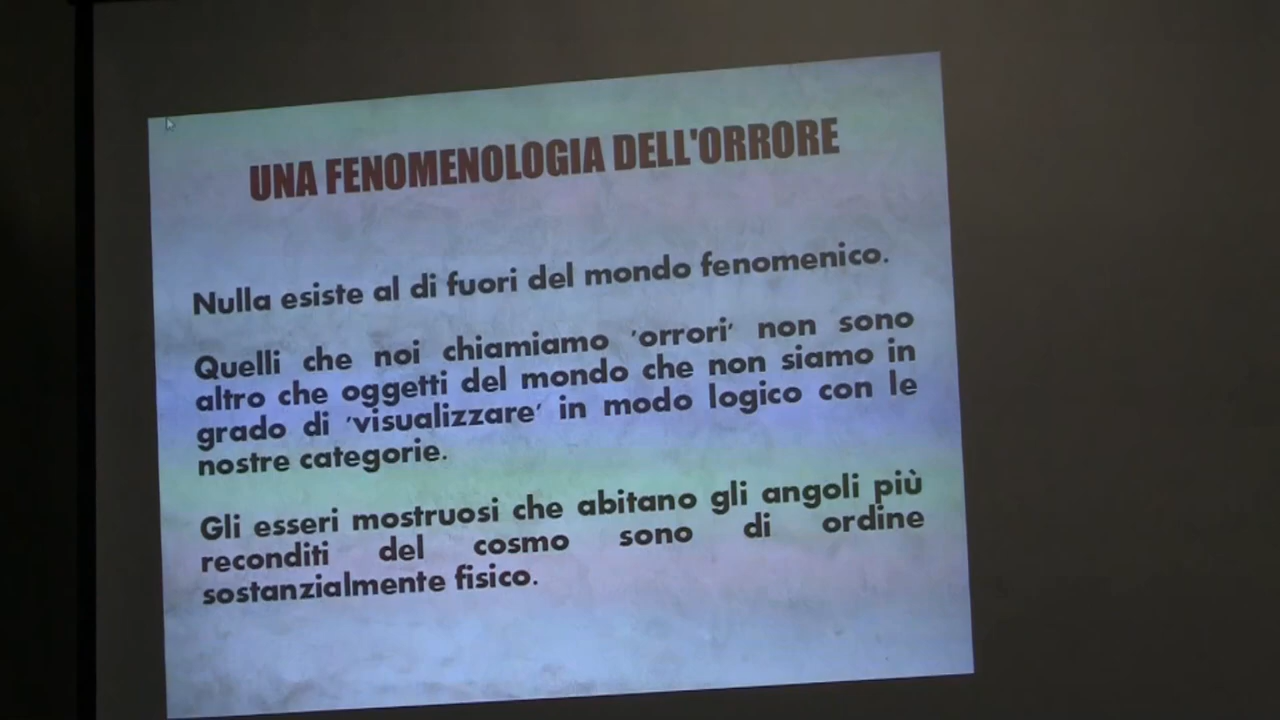 UNA FENOMENOLOGIA DELL'ORRORE
Nulla esiste al di fuori del mondo fenomenico.
Quelli che noi chiamiamo 'orrori' non sono
altro che oggetti del mondo che non siamo in
grado di 'visualizzare' in modo logico con le
nostre categorie.
Gli esseri mostruosi che abitano gli angoli più
reconditi del cosmo sono di ordine
sostanzialmente fisico.